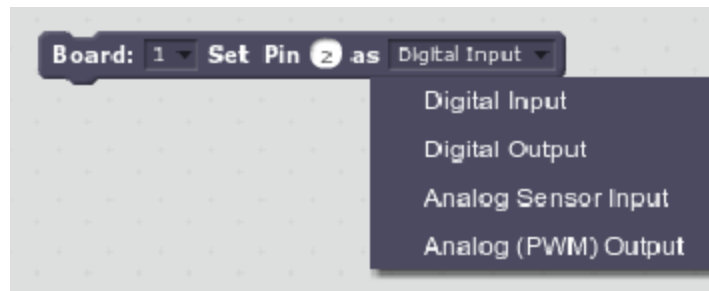 Board: 1 Set Pin 2 as Digital Input
Digital Input
Digital Output
Analog Sensor Input
Analog (PWM) Output